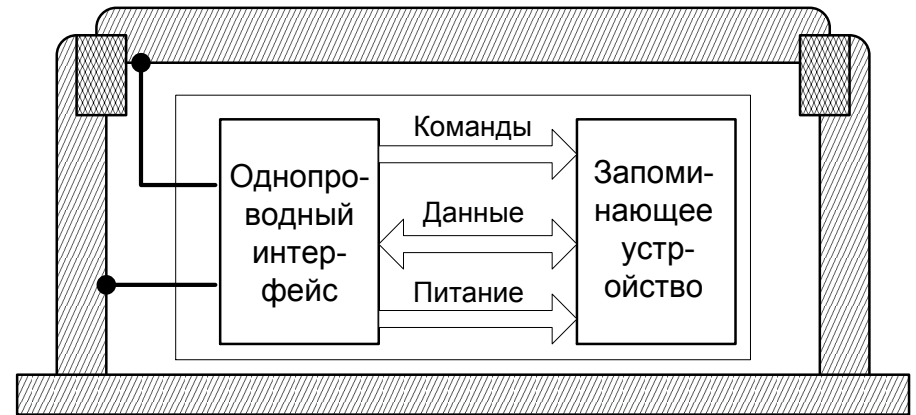 Команды
Однопро-
водный
интер-
фейс
Данные
Питание
Запоми-
нающее
устр-
ойство